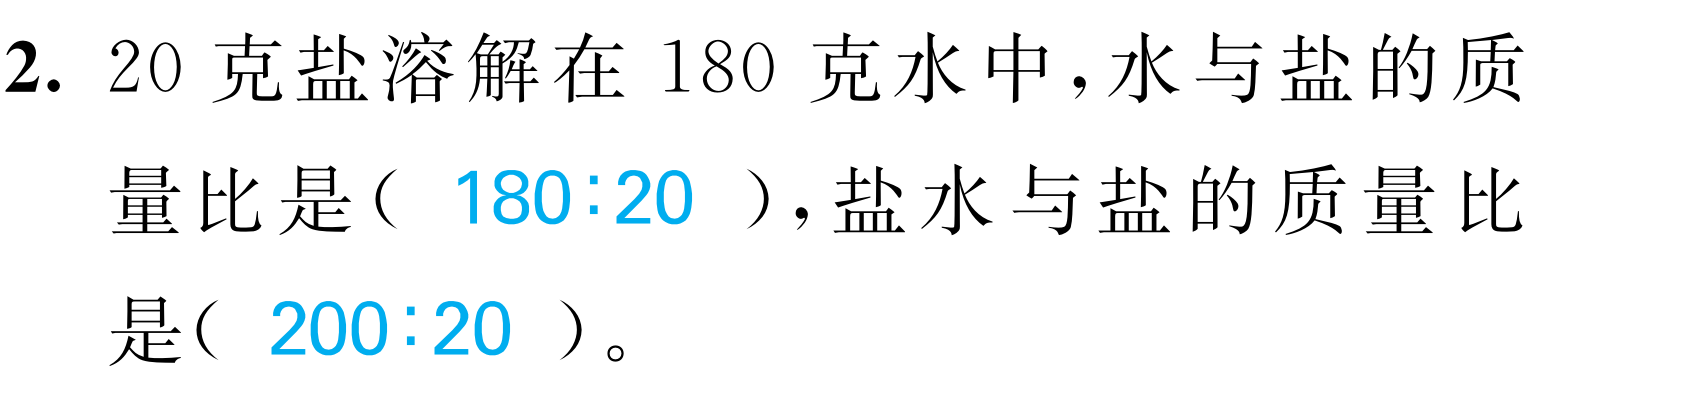 2. 20 克盐溶解在 180 克水中,水与盐的质
量比是( 180∶20 ),盐水与盐的质量比
是( 200∶20 )。